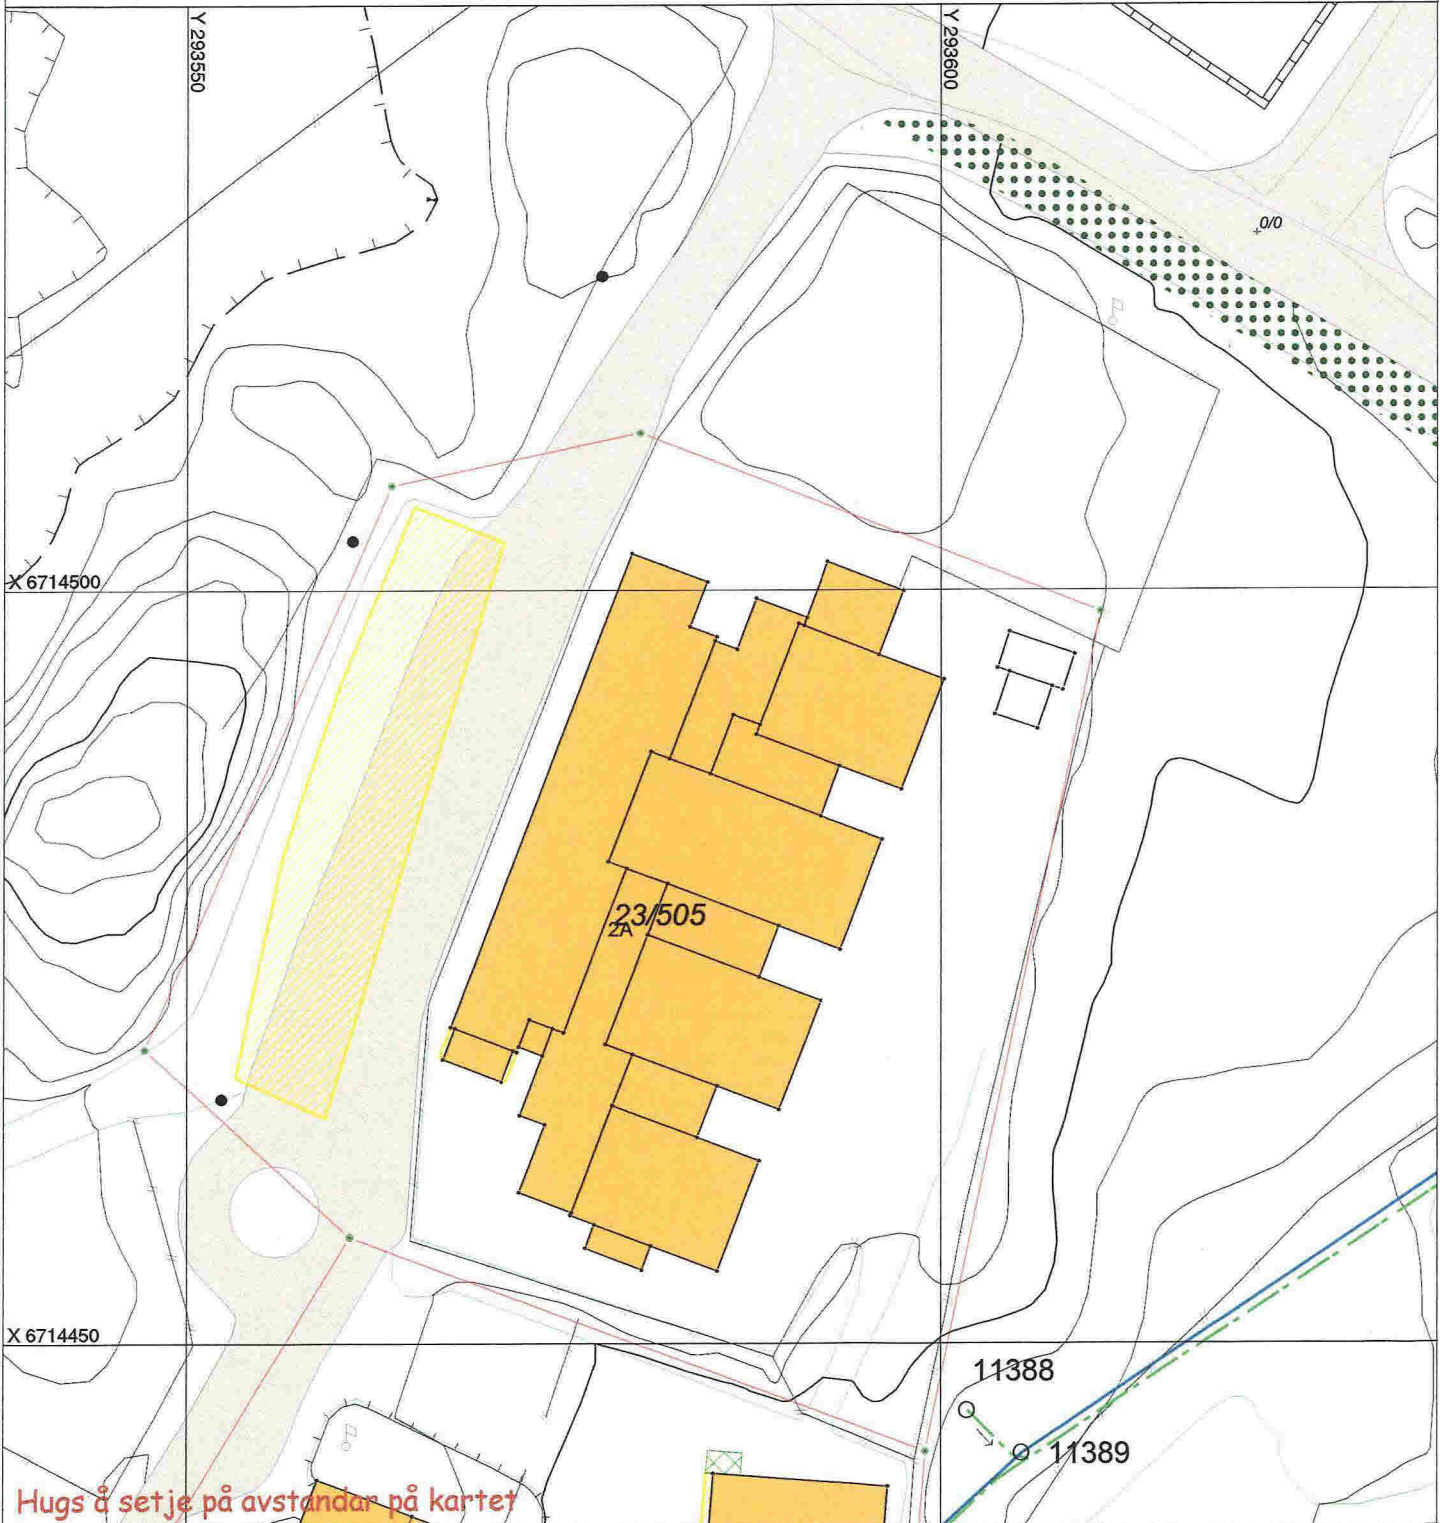 Y 293550
Y 293600
0/0
X 6714500
23/505
2A
X 6714450
11388
11389
Hugs å setje på avstandar på kartet